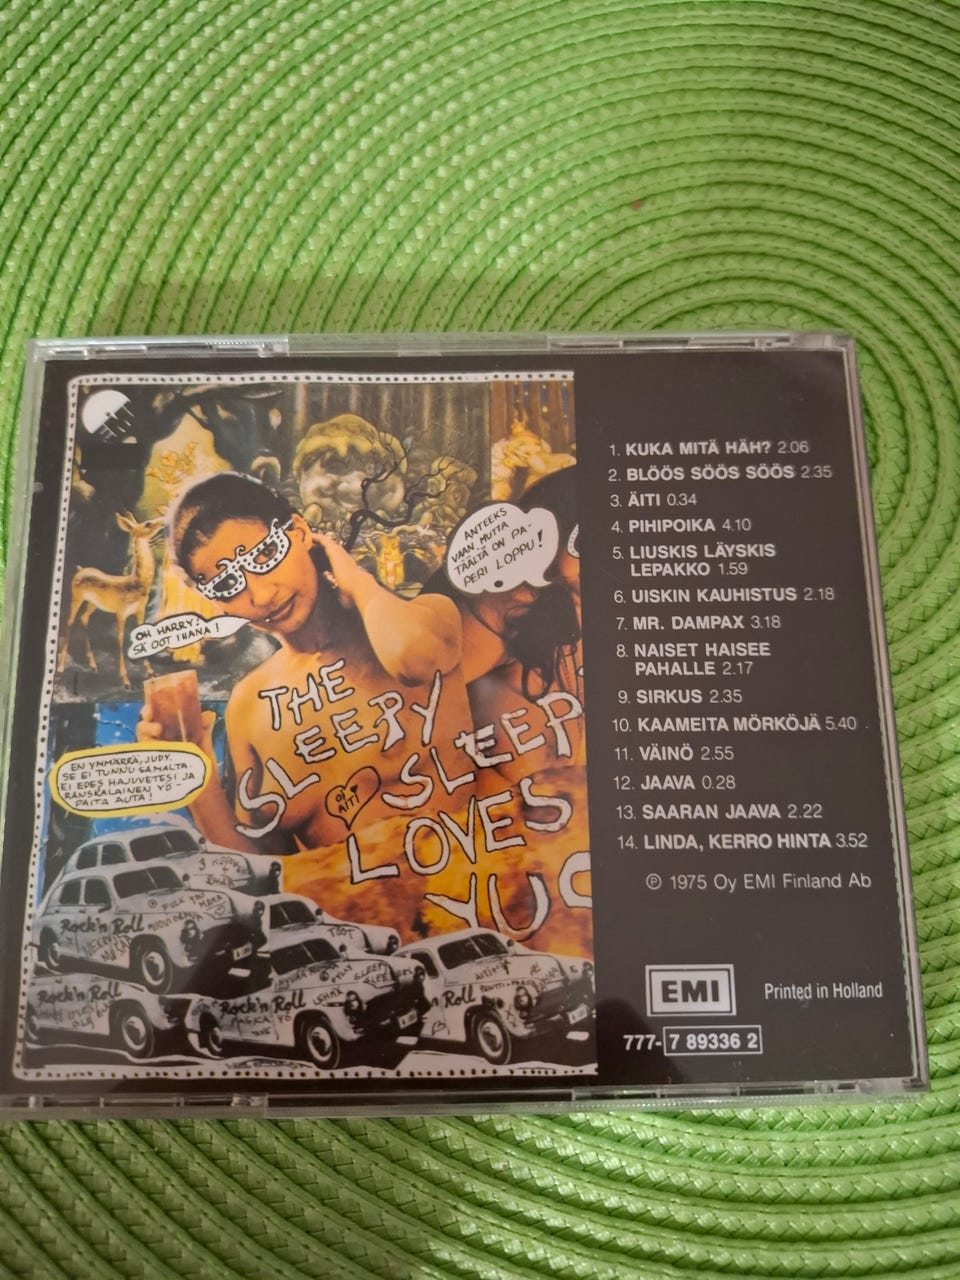 OH HARRY!
SÄ OOT IHANA!
ANTEEKS
VAAN, MUTTA
TÄÄLTÄ ON PA-
PERI LOPPU!
THE
SLEEPY
SLEEP
OI
ÄITI
LOVES
EN YMMÄRRÄ, JUDY.
SE EI TUNNU SAMALTA.
EI EDES HAJUVETESI JA
RANSKALAINEN YÖ-
PAITA AUTA!
Rock'n Roll
Rock'n Roll
Rock'n Roll
Roll
TÖÖT
1. KUKA MITÄ HÄH? 2.06
2. BLÖÖS SÖÖS SÖÖS 2.35
3. ÄITI 0.34
4. PIHIPOIKA 4.10
5. LIUSKIS LÄYSKIS
LEPAKKO 1.59
6. UISKIN KAUHISTUS 2.18
7. MR. DAMPAX 3.18
8. NAISET HAISEE
PAHALLE 2.17
9. SIRKUS 2.35
10. KAAMEITA MÖRKÖJÄ 5.40
11. VÄINÖ 2.55
12. JAAVA 0.28
13. SAARAN JAAVA 2.22
14. LINDA, KERRO HINTA 3.52
℗ 1975 Oy EMI Finland Ab
EMI
Printed in Holland
777-7 89336 2